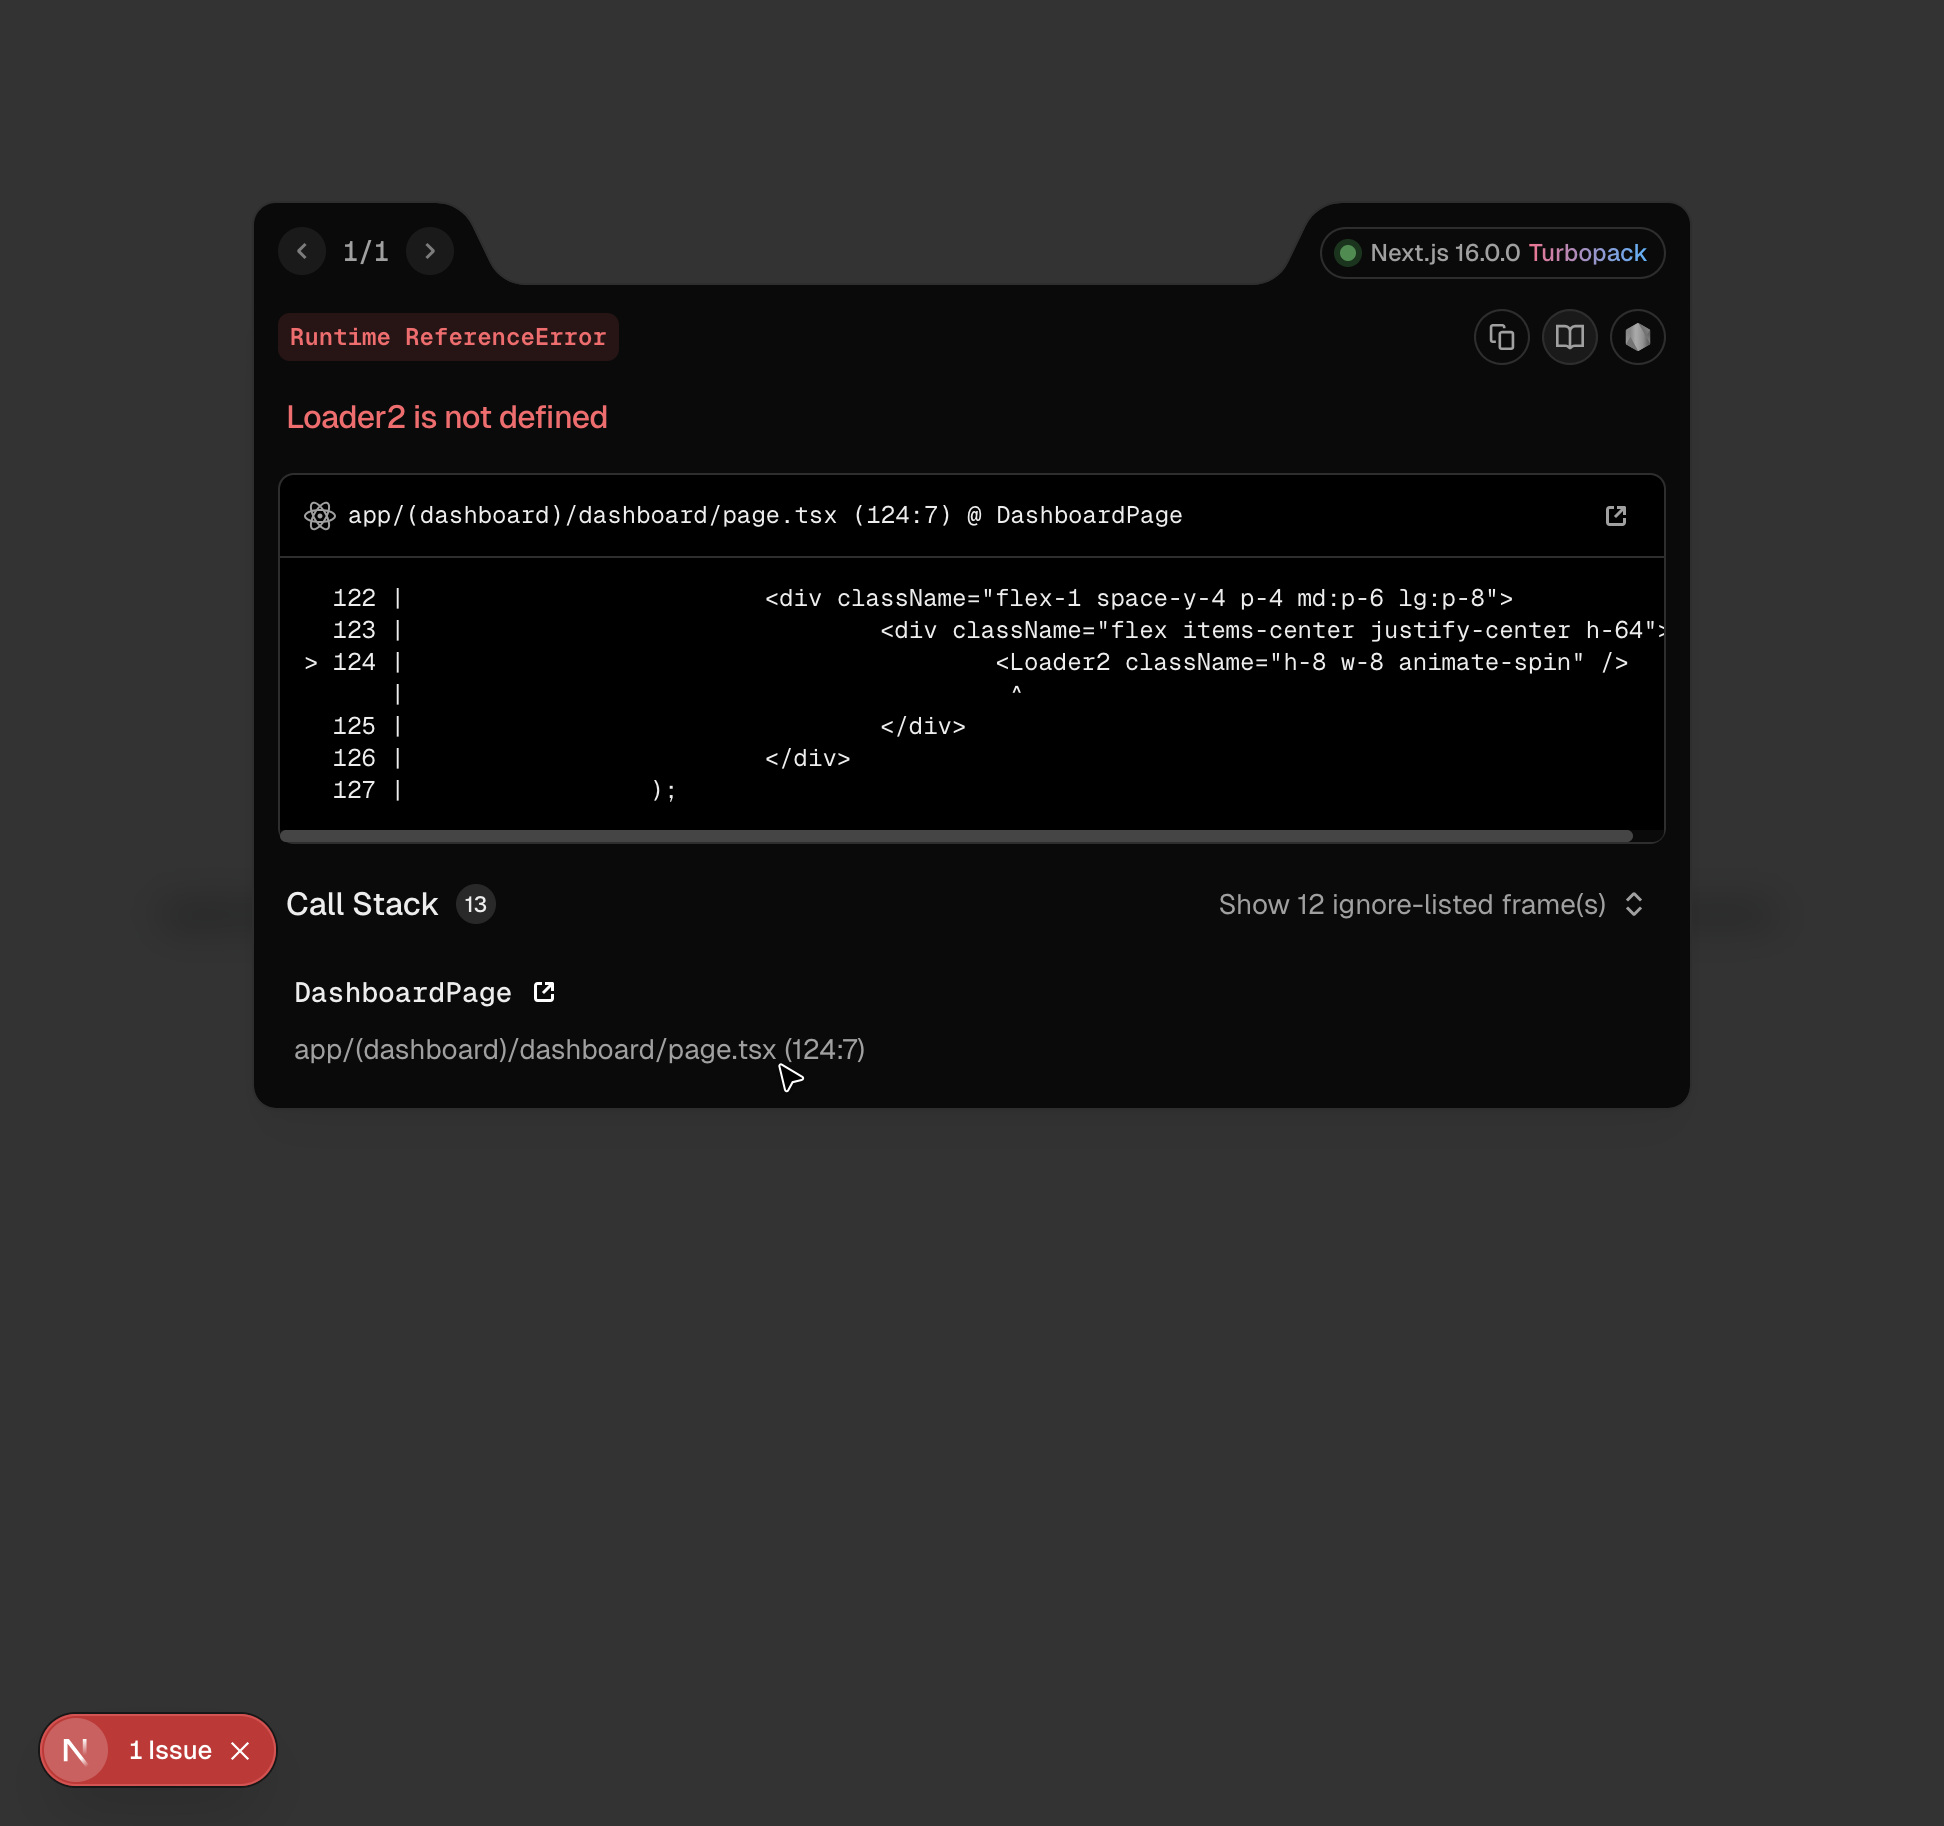 1/1
Next.js 16.0.0 Turbopack
Runtime ReferenceError
Loader2 is not defined
app/(dashboard)/dashboard/page.tsx (124:7) @ DashboardPage
122 | <div className="flex-1 space-y-4 p-4 md:p-6 lg:p-8">
123 | <div className="flex items-center justify-center h-64">
> 124 | <Loader2 className="h-8 w-8 animate-spin" />
| ^
125 | </div>
126 | </div>
127 | );
Call Stack 13
Show 12 ignore-listed frame(s)
DashboardPage
app/(dashboard)/dashboard/page.tsx (124:7)
N 1 Issue